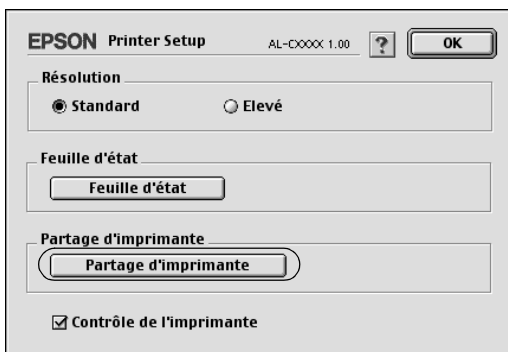 EPSON Printer Setup AL-CXXXX 1.00 ? OK
Résolution
Standard Elevé
Feuille d'état
Feuille d'état
Partage d'imprimante
Partage d'imprimante
Contrôle de l'imprimante